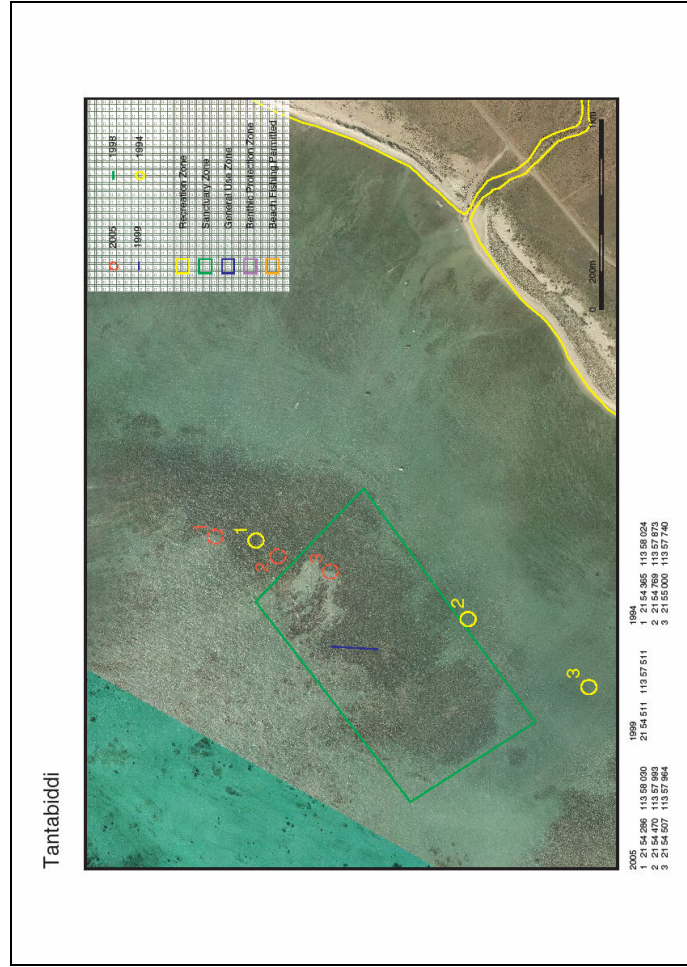 Tantabiddi
2005
1998
1999
1994
Recreation Zone
Sanctuary Zone
General Use Zone
Benthic Protection Zone
Beach Fishing Permitted
1
1
2
3
2
3
0 200m 1km
2005
1 21 54 286 113 58 030
2 21 54 470 113 57 993
3 21 54 507 113 57 964
1999
21 54 511 113 57 511
1994
1 21 54 365 113 58 024
2 21 54 769 113 57 873
3 21 55 000 113 57 740